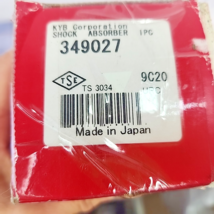 KYB Corporation
SHOCK ABSORBER 1PC
349027
TSE
9C20
TS 3034
Made in Japan